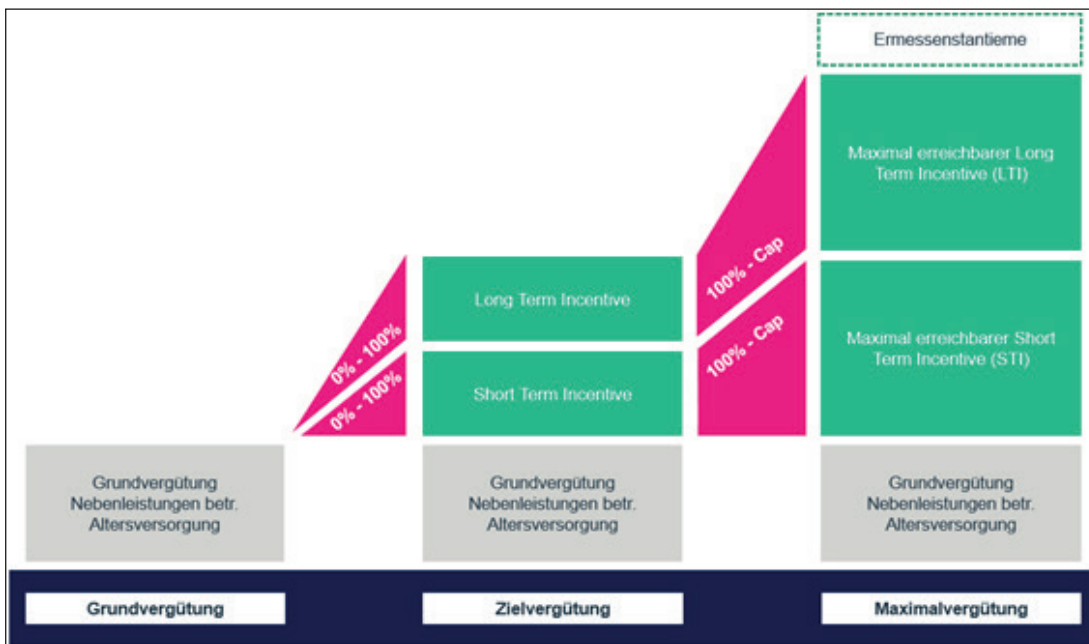 Ermessenstantieme
Maximal erreichbarer Long
Term Incentive (LTI)
100% - Cap
Long Term Incentive
0% - 100%
Maximal erreichbarer Short
Term Incentive (STI)
100% - Cap
Short Term Incentive
0% - 100%
Grundvergütung
Nebenleistungen betr.
Altersversorgung
Grundvergütung
Nebenleistungen betr.
Altersversorgung
Grundvergütung
Nebenleistungen betr.
Altersversorgung
Grundvergütung
Zielvergütung
Maximalvergütung